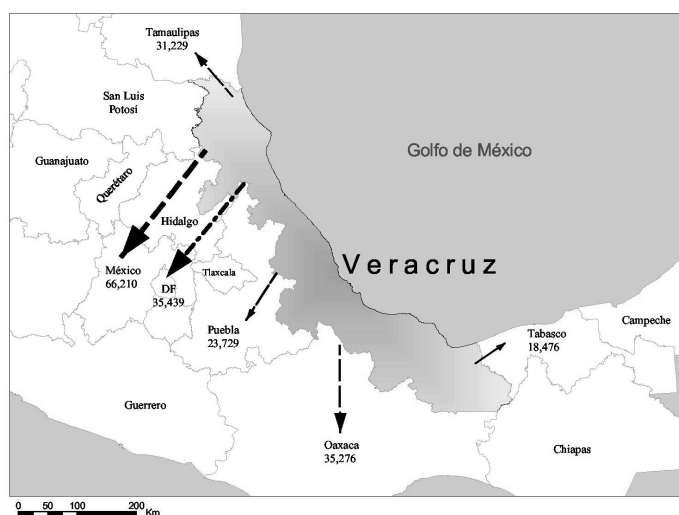 Tamaulipas
31,229
San Luis
Potosí
Golfo de México
Guanajuato
Querétaro
Hidalgo
Veracruz
México
66,210
DF
35,439
Tlaxcala
Puebla
23,729
Tabasco
18,476
Campeche
Guerrero
Oaxaca
35,276
Chiapas
0 50 100 200
Km